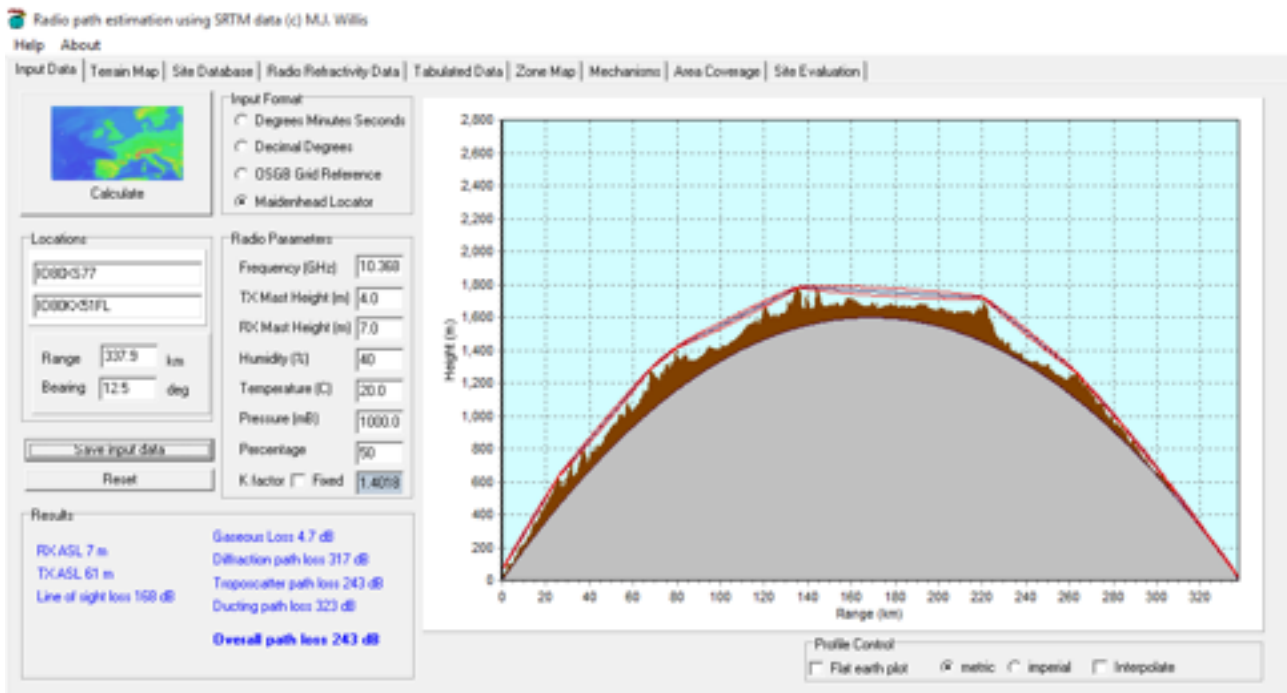 Radio path estimation using SRTM data (c) M.J. Willis
Help About
Input Data Terrain Map Site Database Radio Refractivity Data Tabulated Data Zone Map Mechanisms Area Coverage Site Evaluation
Calculate
Input Format
Degrees Minutes Seconds
Decimal Degrees
OSGB Grid Reference
Maidenhead Locator
Locations
Range 337.9 km
Bearing 12.5 deg
Save input data
Reset
Radio Parameters
Frequency (GHz) 10.368
TX Mast Height (m) 4.0
RX Mast Height (m) 7.0
Humidity (%) 40
Temperature (C) 20.0
Pressure (mB) 1000.0
Percentage 50
K factor Fixed 1.4018
Results
RX ASL 7 m
TX ASL 61 m
Line of sight loss 168 dB
Gaseous Loss 4.7 dB
Diffraction path loss 317 dB
Troposcatter path loss 243 dB
Ducting path loss 323 dB
Overall path loss 243 dB
Height (m)
2,800
2,600
2,400
2,200
2,000
1,800
1,600
1,400
1,200
1,000
800
600
400
200
0
0 20 40 60 80 100 120 140 160 180 200 220 240 260 280 300 320
Range (km)
Profile Control
Flat earth plot metric imperial Interpolate